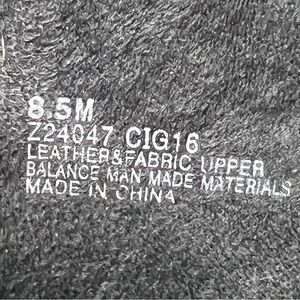 8.5M
Z24047 CIG16
LEATHER&FABRIC UPPER
BALANCE MAN MADE MATERIALS
MADE IN CHINA